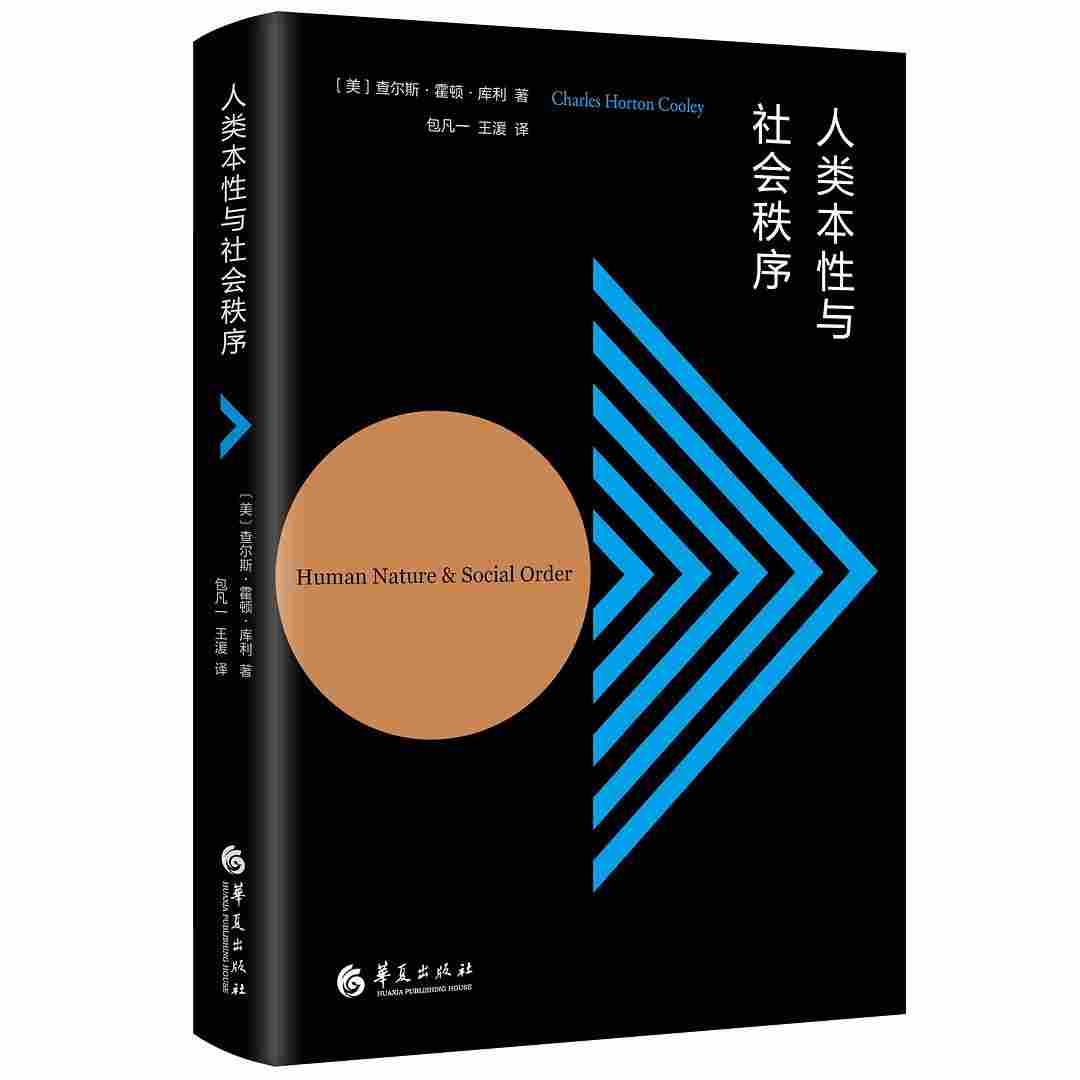 人类本性与社会秩序
[美]查尔斯·霍顿·库利 著
包凡一 王湲 译
华夏出版社
HUAXIA PUBLISHING HOUSE
[美]查尔斯·霍顿·库利 著
包凡一 王湲 译
Charles Horton Cooley
人类本性与
社会秩序
Human Nature & Social Order
华夏出版社
HUAXIA PUBLISHING HOUSE